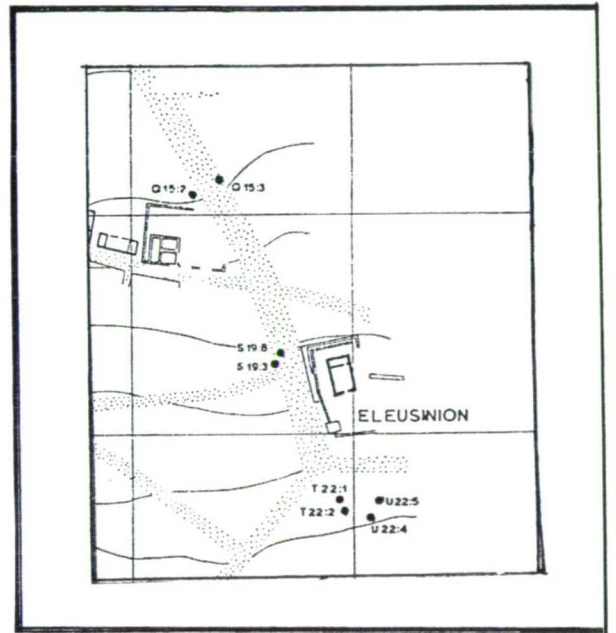 Q 15:2 Q 15:3
S 19:8
S 19:3
ELEUSINION
T 22:1 U 22:5
T 22:2 U 22:4